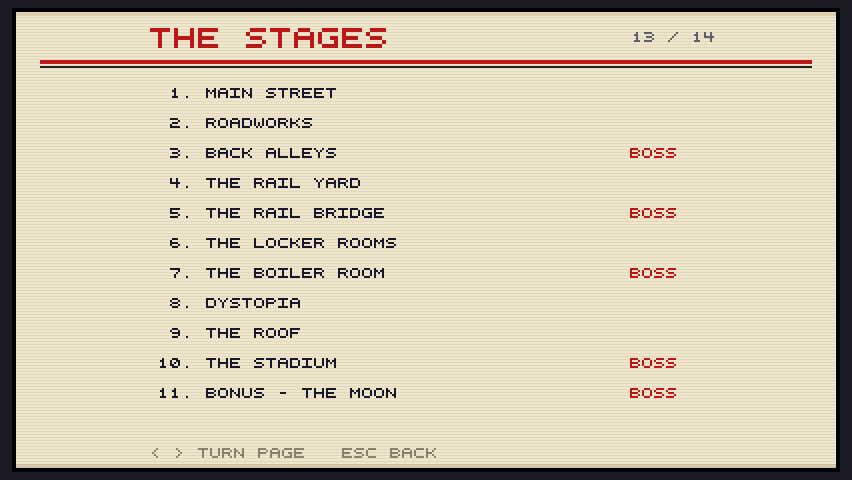 THE STAGES
13 / 14
1. MAIN STREET
2. ROADWORKS
3. BACK ALLEYS BOSS
4. THE RAIL YARD
5. THE RAIL BRIDGE BOSS
6. THE LOCKER ROOMS
7. THE BOILER ROOM BOSS
8. DYSTOPIA
9. THE ROOF
10. THE STADIUM BOSS
11. BONUS - THE MOON BOSS
< > TURN PAGE ESC BACK